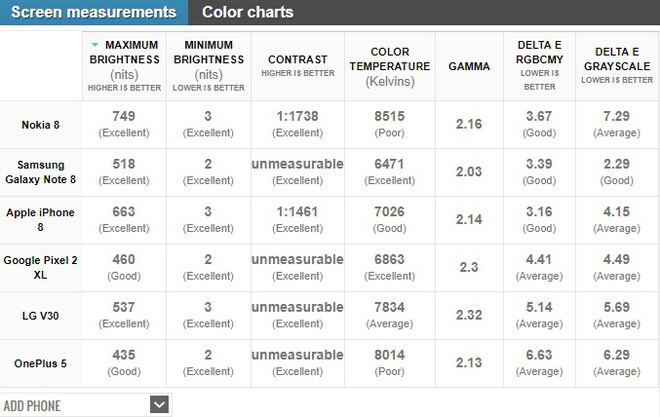 Screen measurements Color charts
MAXIMUM BRIGHTNESS (nits) HIGHER IS BETTER
MINIMUM BRIGHTNESS (nits) LOWER IS BETTER
CONTRAST HIGHER IS BETTER
COLOR TEMPERATURE (Kelvins)
GAMMA
DELTA E RGBCMY LOWER IS BETTER
DELTA E GRAYSCALE LOWER IS BETTER
Nokia 8 749 (Excellent) 3 (Excellent) 1:1738 (Excellent) 8515 (Poor) 2.16 3.67 (Good) 7.29 (Average)
Samsung Galaxy Note 8 518 (Excellent) 2 (Excellent) unmeasurable (Excellent) 6471 (Excellent) 2.03 3.39 (Good) 2.29 (Good)
Apple iPhone 8 663 (Excellent) 3 (Excellent) 1:1461 (Excellent) 7026 (Good) 2.14 3.16 (Good) 4.15 (Average)
Google Pixel 2 XL 460 (Good) 2 (Excellent) unmeasurable (Excellent) 6863 (Excellent) 2.3 4.41 (Average) 4.49 (Average)
LG V30 537 (Excellent) 3 (Excellent) unmeasurable (Excellent) 7834 (Average) 2.32 5.14 (Average) 5.69 (Average)
OnePlus 5 435 (Good) 2 (Excellent) unmeasurable (Excellent) 8014 (Poor) 2.13 6.63 (Average) 6.29 (Average)
ADD PHONE